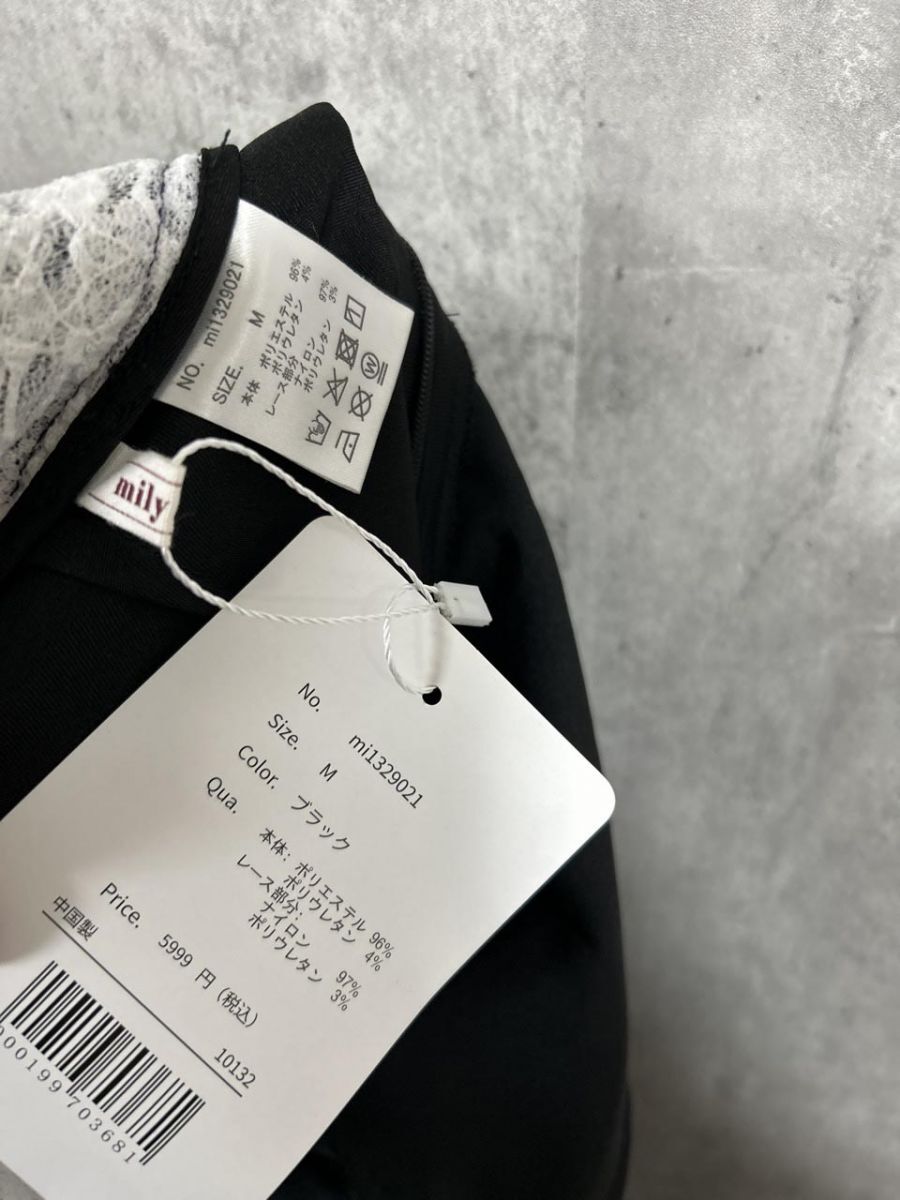 NO. mi1329021
SIZE. M
本体 ポリエステル 96%
ポリウレタン 4%
レース部分
ナイロン 97%
ポリウレタン 3%
mily
No. mi1329021
Size. M
Color. ブラック
Qua. 本体: ポリエステル 96%
ポリウレタン 4%
レース部分:
ナイロン 97%
ポリウレタン 3%
Price. 5999 円 (税込)
中国製 10132
000199703681